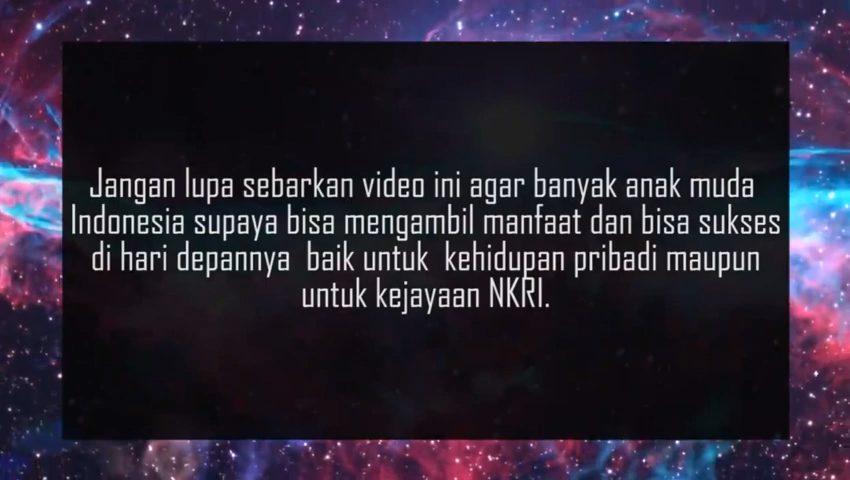 Jangan lupa sebarkan video ini agar banyak anak muda
Indonesia supaya bisa mengambil manfaat dan bisa sukses
di hari depannya  baik untuk  kehidupan pribadi maupun
untuk kejayaan NKRI.